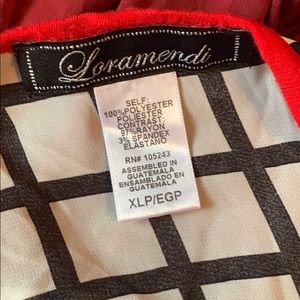 Loramendi
SELF:
100%POLYESTER
POLIESTER
CONTRAST:
97%RAYON
3% SPANDEX
ELASTANO
RN# 105243
ASSEMBLED IN
GUATEMALA
ENSAMBLADO EN
GUATEMALA
XLP/EGP